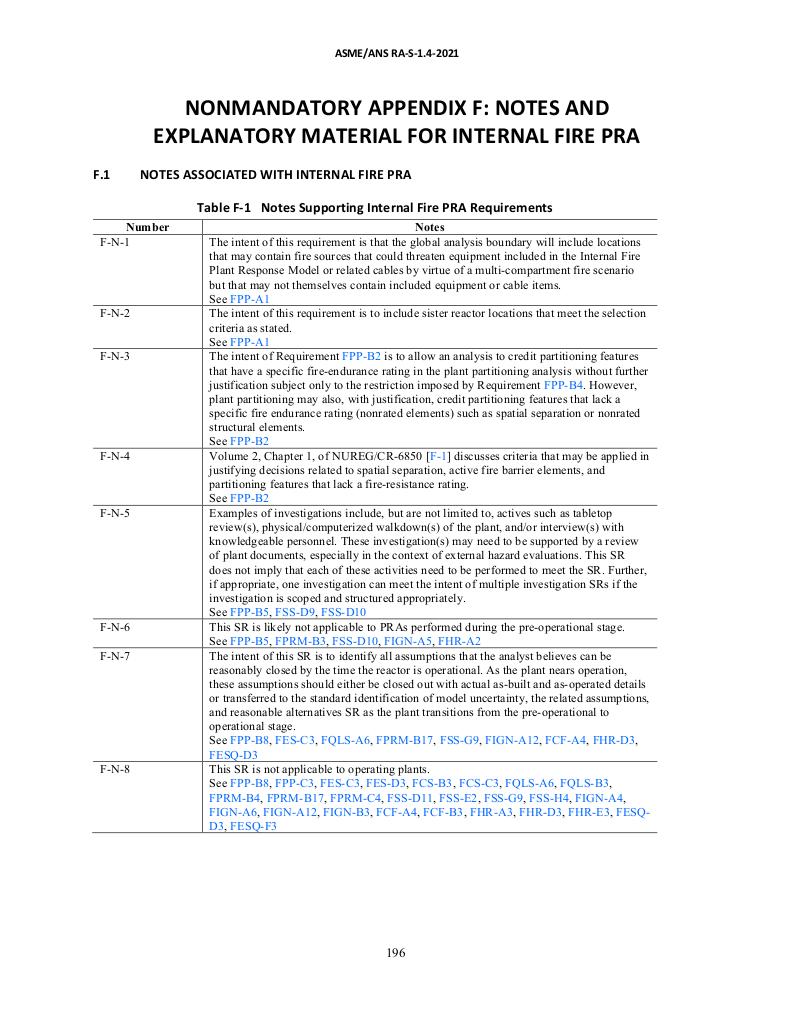 ASME/ANS RA-S-1.4-2021
NONMANDATORY APPENDIX F: NOTES AND
EXPLANATORY MATERIAL FOR INTERNAL FIRE PRA
F.1 NOTES ASSOCIATED WITH INTERNAL FIRE PRA
Table F-1 Notes Supporting Internal Fire PRA Requirements
Number Notes
F-N-1 The intent of this requirement is that the global analysis boundary will include locations
that may contain fire sources that could threaten equipment included in the Internal Fire
Plant Response Model or related cables by virtue of a multi-compartment fire scenario
but that may not themselves contain included equipment or cable items.
See FPP-A1
F-N-2 The intent of this requirement is to include sister reactor locations that meet the selection
criteria as stated.
See FPP-A1
F-N-3 The intent of Requirement FPP-B2 is to allow an analysis to credit partitioning features
that have a specific fire-endurance rating in the plant partitioning analysis without further
justification subject only to the restriction imposed by Requirement FPP-B4. However,
plant partitioning may also, with justification, credit partitioning features that lack a
specific fire endurance rating (nonrated elements) such as spatial separation or nonrated
structural elements.
See FPP-B2
F-N-4 Volume 2, Chapter 1, of NUREG/CR-6850 [F-1] discusses criteria that may be applied in
justifying decisions related to spatial separation, active fire barrier elements, and
partitioning features that lack a fire-resistance rating.
See FPP-B2
F-N-5 Examples of investigations include, but are not limited to, actives such as tabletop
review(s), physical/computerized walkdown(s) of the plant, and/or interview(s) with
knowledgeable personnel. These investigation(s) may need to be supported by a review
of plant documents, especially in the context of external hazard evaluations. This SR
does not imply that each of these activities need to be performed to meet the SR. Further,
if appropriate, one investigation can meet the intent of multiple investigation SRs if the
investigation is scoped and structured appropriately.
See FPP-B5, FSS-D9, FSS-D10
F-N-6 This SR is likely not applicable to PRAs performed during the pre-operational stage.
See FPP-B5, FPRM-B3, FSS-D10, FIGN-A5, FHR-A2
F-N-7 The intent of this SR is to identify all assumptions that the analyst believes can be
reasonably closed by the time the reactor is operational. As the plant nears operation,
these assumptions should either be closed out with actual as-built and as-operated details
or transferred to the standard identification of model uncertainty, the related assumptions,
and reasonable alternatives SR as the plant transitions from the pre-operational to
operational stage.
See FPP-B8, FES-C3, FQLS-A6, FPRM-B17, FSS-G9, FIGN-A12, FCF-A4, FHR-D3,
FESQ-D3
F-N-8 This SR is not applicable to operating plants.
See FPP-B8, FPP-C3, FES-C3, FES-D3, FCS-B3, FCS-C3, FQLS-A6, FQLS-B3,
FPRM-B4, FPRM-B17, FPRM-C4, FSS-D11, FSS-E2, FSS-G9, FSS-H4, FIGN-A4,
FIGN-A6, FIGN-A12, FIGN-B3, FCF-A4, FCF-B3, FHR-A3, FHR-D3, FHR-E3, FESQ-
D3, FESQ-F3
196